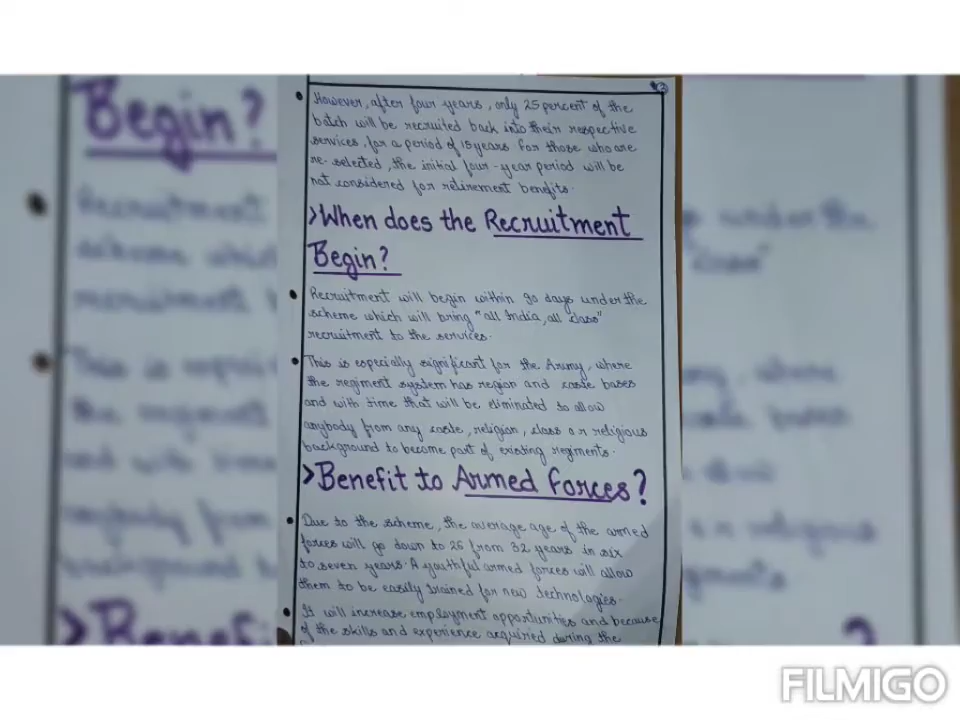 However, after four years, only 25 percent of the
batch will be recruited back into their respective
services, for a period of 15 years. For those who are
re-selected, the initial four-year period will be
not considered for retirement benefits.
>When does the Recruitment
Begin?
Recruitment will begin within 90 days under the
scheme which will bring "all India, all class"
recruitment to the services.
This is especially significant for the Army, where
the regiment system has region and caste bases
and with time that will be eliminated to allow
anybody from any caste, religion, class or religious
background to become part of existing regiments.
>Benefit to Armed Forces?
Due to the scheme, the average age of the armed
forces will go down to 26 from 32 years in six
to seven years. A youthful armed forces will allow
them to be easily trained for new technologies.
It will increase employment opportunities and because
of the skills and experience acquired during the
FILMIGO